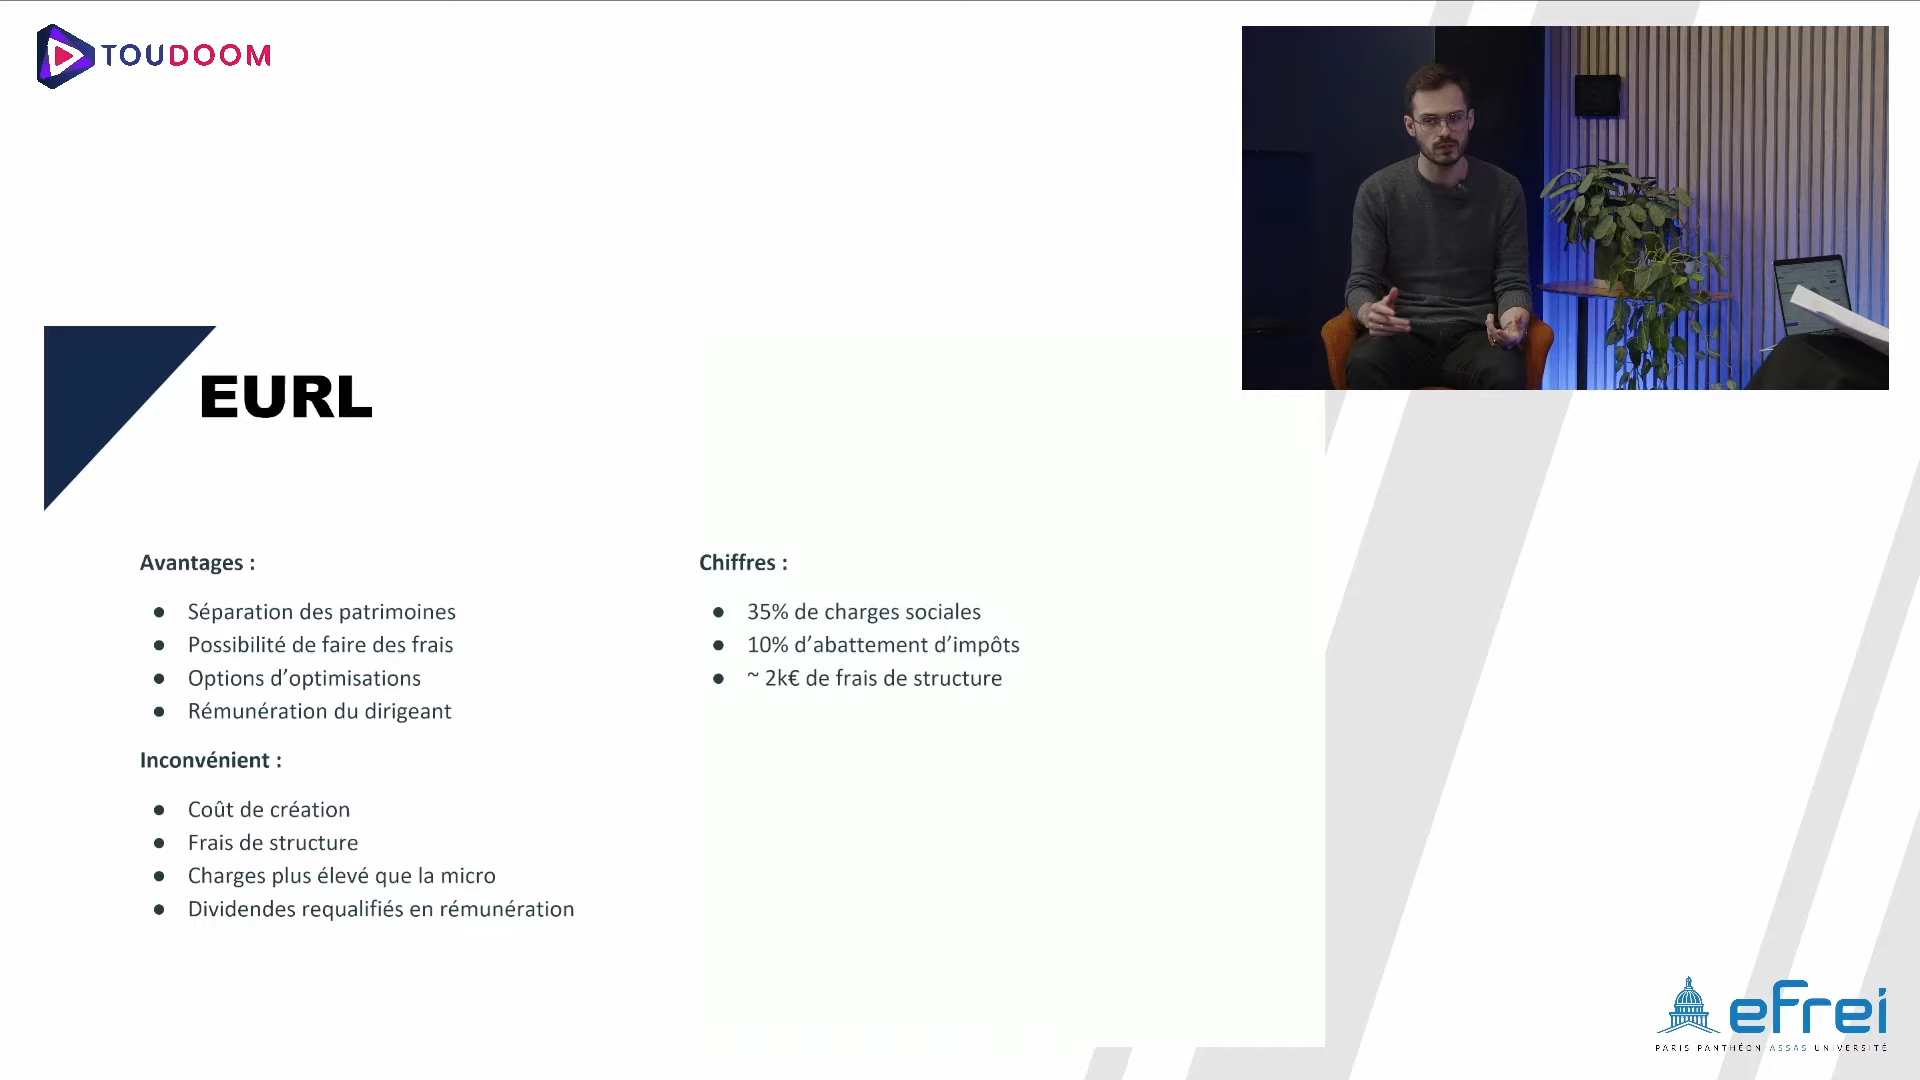 TOUDOOM
EURL
Avantages :
● Séparation des patrimoines
● Possibilité de faire des frais
● Options d’optimisations
● Rémunération du dirigeant
Inconvénient :
● Coût de création
● Frais de structure
● Charges plus élevé que la micro
● Dividendes requalifiés en rémunération
Chiffres :
● 35% de charges sociales
● 10% d’abattement d’impôts
● ~ 2k€ de frais de structure
efrei
PARIS PANTHÉON ASSAS UNIVERSITÉ